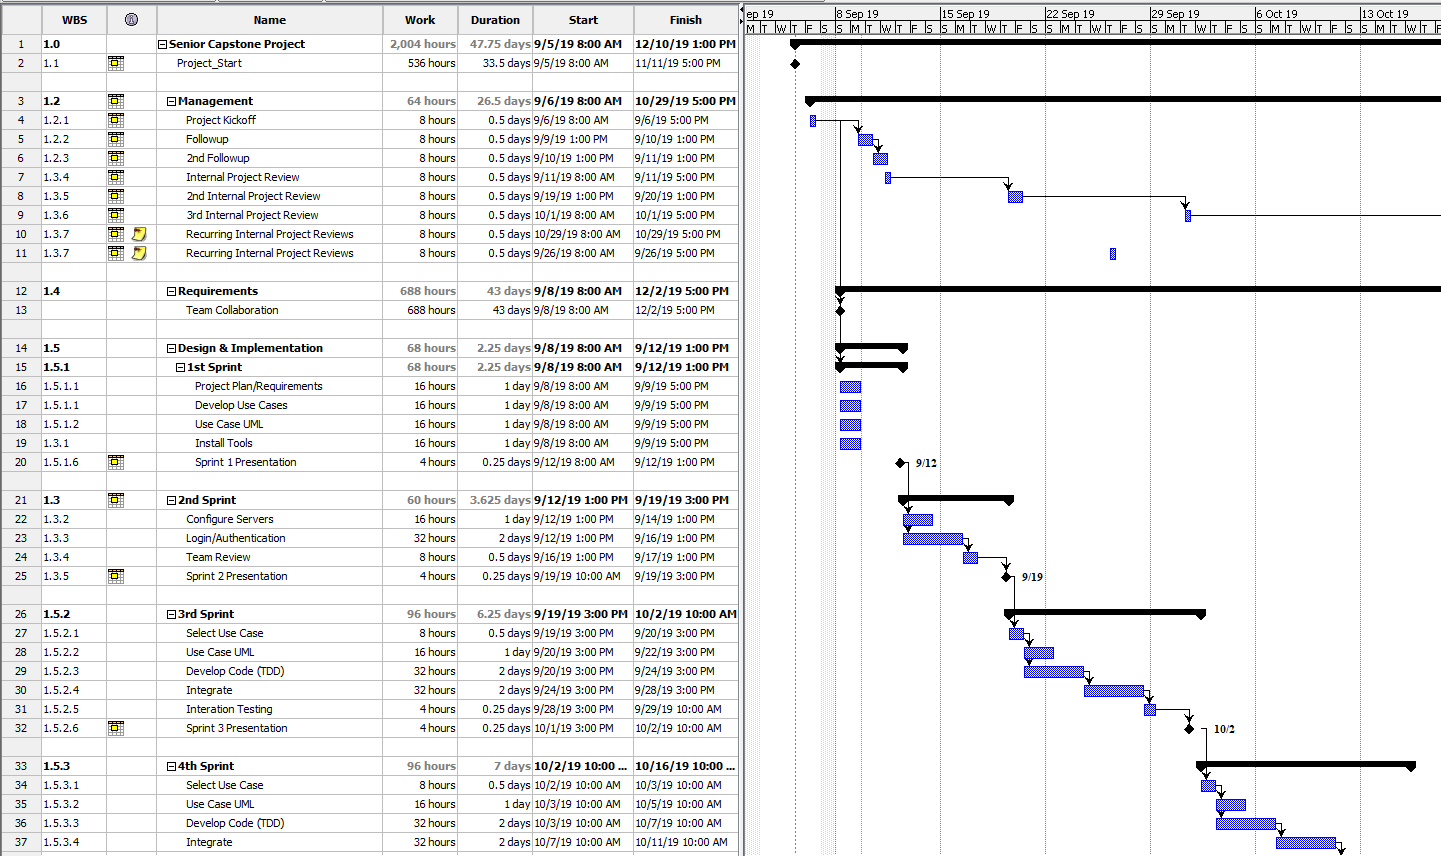 WBS Name Work Duration Start Finish
ep 19 8 Sep 19 15 Sep 19 22 Sep 19 29 Sep 19 6 Oct 19 13 Oct 19
M T W T F S S M T W T F S S M T W T F S S M T W T F S S M T W T F S S M T W T F S S M T W F
1 1.0 Senior Capstone Project 2,004 hours 47.75 days 9/5/19 8:00 AM 12/10/19 1:00 PM
2 1.1 Project_Start 536 hours 33.5 days 9/5/19 8:00 AM 11/11/19 5:00 PM
3 1.2 Management 64 hours 26.5 days 9/6/19 8:00 AM 10/29/19 5:00 PM
4 1.2.1 Project Kickoff 8 hours 0.5 days 9/6/19 8:00 AM 9/6/19 5:00 PM
5 1.2.2 Followup 8 hours 0.5 days 9/9/19 1:00 PM 9/10/19 1:00 PM
6 1.2.3 2nd Followup 8 hours 0.5 days 9/10/19 1:00 PM 9/11/19 1:00 PM
7 1.3.4 Internal Project Review 8 hours 0.5 days 9/11/19 8:00 AM 9/11/19 5:00 PM
8 1.3.5 2nd Internal Project Review 8 hours 0.5 days 9/19/19 1:00 PM 9/20/19 1:00 PM
9 1.3.6 3rd Internal Project Review 8 hours 0.5 days 10/1/19 8:00 AM 10/1/19 5:00 PM
10 1.3.7 Recurring Internal Project Reviews 8 hours 0.5 days 10/29/19 8:00 AM 10/29/19 5:00 PM
11 1.3.7 Recurring Internal Project Reviews 8 hours 0.5 days 9/26/19 8:00 AM 9/26/19 5:00 PM
12 1.4 Requirements 688 hours 43 days 9/8/19 8:00 AM 12/2/19 5:00 PM
13 Team Collaboration 688 hours 43 days 9/8/19 8:00 AM 12/2/19 5:00 PM
14 1.5 Design & Implementation 68 hours 2.25 days 9/8/19 8:00 AM 9/12/19 1:00 PM
15 1.5.1 1st Sprint 68 hours 2.25 days 9/8/19 8:00 AM 9/12/19 1:00 PM
16 1.5.1.1 Project Plan/Requirements 16 hours 1 day 9/8/19 8:00 AM 9/9/19 5:00 PM
17 1.5.1.1 Develop Use Cases 16 hours 1 day 9/8/19 8:00 AM 9/9/19 5:00 PM
18 1.5.1.2 Use Case UML 16 hours 1 day 9/8/19 8:00 AM 9/9/19 5:00 PM
19 1.3.1 Install Tools 16 hours 1 day 9/8/19 8:00 AM 9/9/19 5:00 PM
20 1.5.1.6 Sprint 1 Presentation 4 hours 0.25 days 9/12/19 8:00 AM 9/12/19 1:00 PM 9/12
21 1.3 2nd Sprint 60 hours 3.625 days 9/12/19 1:00 PM 9/19/19 3:00 PM
22 1.3.2 Configure Servers 16 hours 1 day 9/12/19 1:00 PM 9/14/19 1:00 PM
23 1.3.3 Login/Authentication 32 hours 2 days 9/12/19 1:00 PM 9/16/19 1:00 PM
24 1.3.4 Team Review 8 hours 0.5 days 9/16/19 1:00 PM 9/17/19 1:00 PM
25 1.3.5 Sprint 2 Presentation 4 hours 0.25 days 9/19/19 10:00 AM 9/19/19 3:00 PM 9/19
26 1.5.2 3rd Sprint 96 hours 6.25 days 9/19/19 3:00 PM 10/2/19 10:00 AM
27 1.5.2.1 Select Use Case 8 hours 0.5 days 9/19/19 3:00 PM 9/20/19 3:00 PM
28 1.5.2.2 Use Case UML 16 hours 1 day 9/20/19 3:00 PM 9/22/19 3:00 PM
29 1.5.2.3 Develop Code (TDD) 32 hours 2 days 9/20/19 3:00 PM 9/24/19 3:00 PM
30 1.5.2.4 Integrate 32 hours 2 days 9/24/19 3:00 PM 9/28/19 3:00 PM
31 1.5.2.5 Interation Testing 4 hours 0.25 days 9/28/19 3:00 PM 9/29/19 10:00 AM
32 1.5.2.6 Sprint 3 Presentation 4 hours 0.25 days 10/1/19 3:00 PM 10/2/19 10:00 AM 10/2
33 1.5.3 4th Sprint 96 hours 7 days 10/2/19 10:00 ... 10/16/19 10:00 ...
34 1.5.3.1 Select Use Case 8 hours 0.5 days 10/2/19 10:00 AM 10/3/19 10:00 AM
35 1.5.3.2 Use Case UML 16 hours 1 day 10/3/19 10:00 AM 10/5/19 10:00 AM
36 1.5.3.3 Develop Code (TDD) 32 hours 2 days 10/3/19 10:00 AM 10/7/19 10:00 AM
37 1.5.3.4 Integrate 32 hours 2 days 10/7/19 10:00 AM 10/11/19 10:00 AM